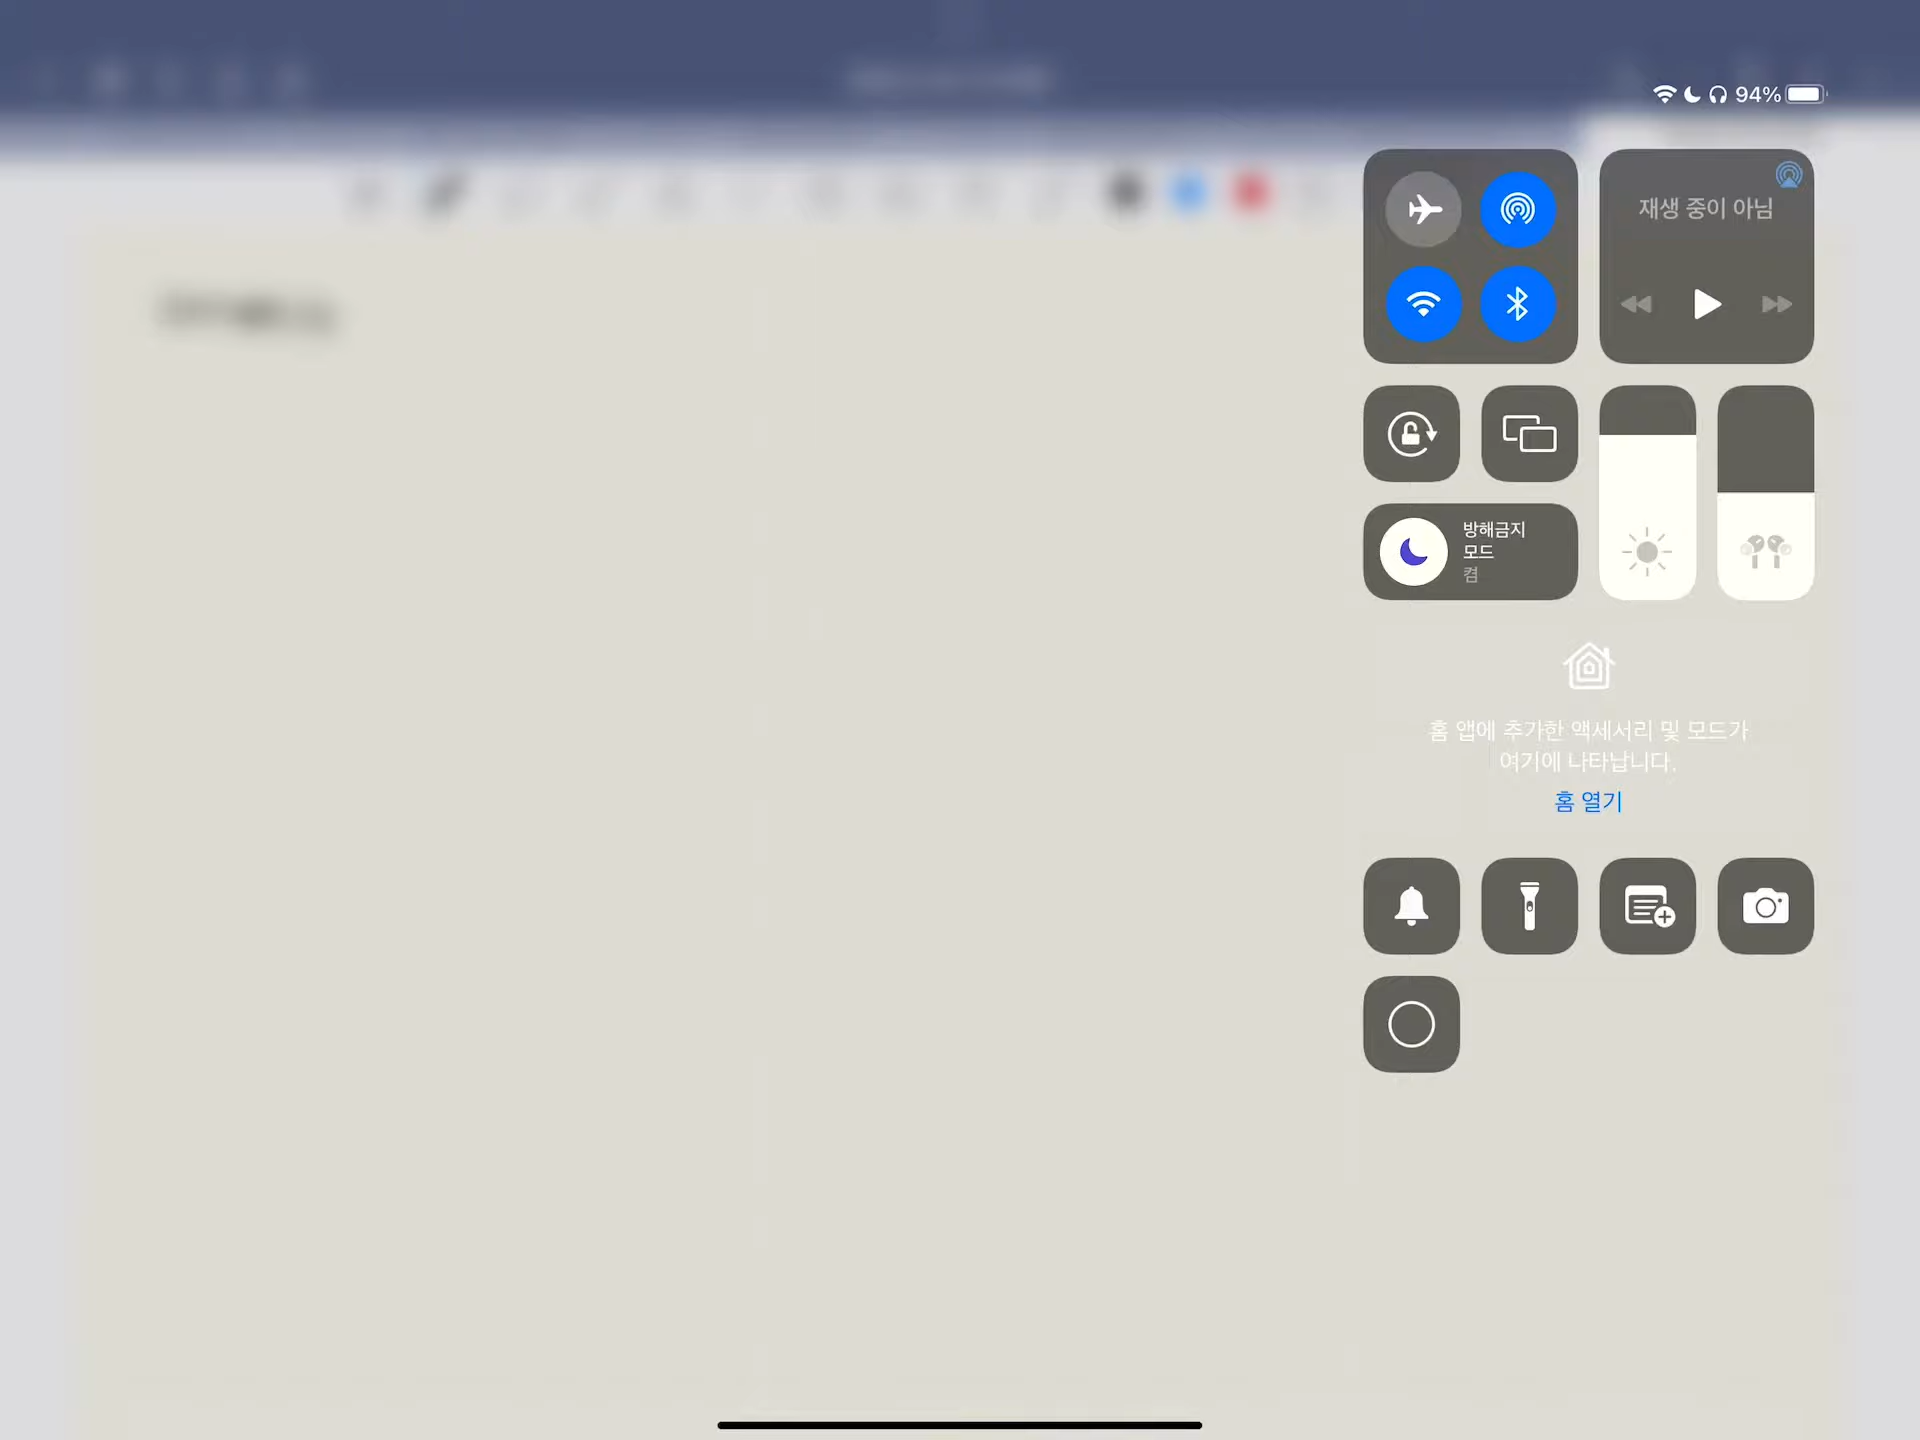 94%
재생 중이 아님
방해금지
모드
켬
홈 앱에 추가한 액세서리 및 모드가
여기에 나타납니다.
홈 열기